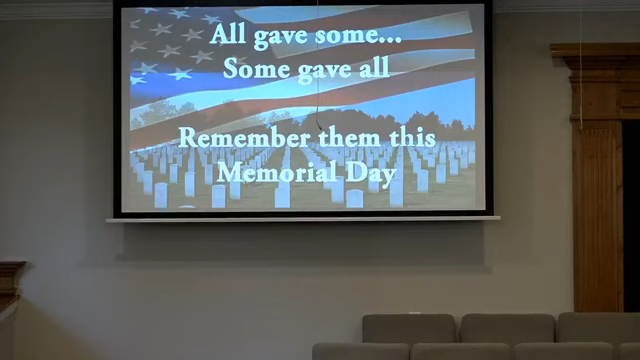 All gave some...
Some gave all
Remember them this
Memorial Day